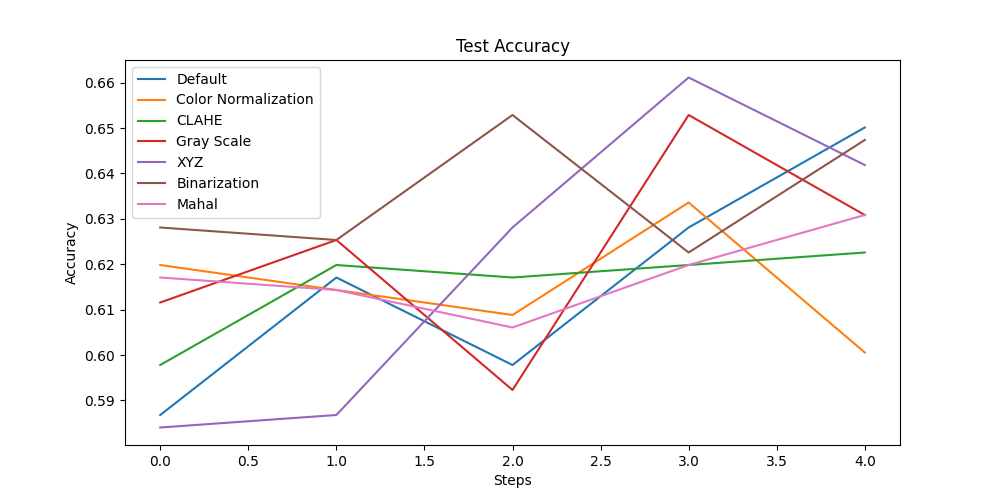 Test Accuracy
Default
Color Normalization
CLAHE
Gray Scale
XYZ
Binarization
Mahal
Accuracy
0.66
0.65
0.64
0.63
0.62
0.61
0.60
0.59
0.0 0.5 1.0 1.5 2.0 2.5 3.0 3.5 4.0
Steps